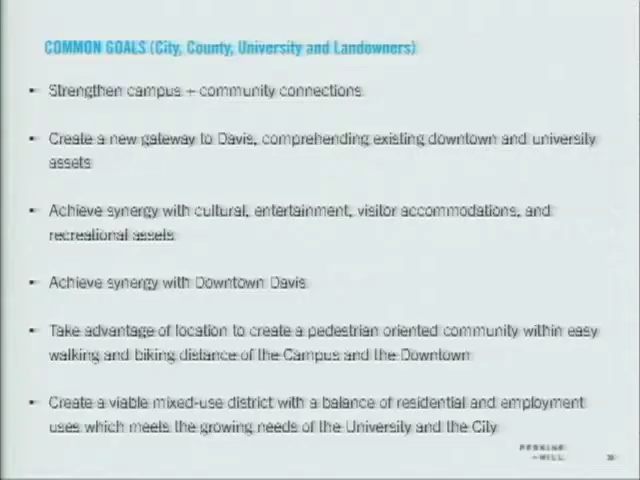 COMMON GOALS (City, County, University and Landowners)
▪ Strengthen campus + community connections
▪ Create a new gateway to Davis, comprehending existing downtown and university
assets
▪ Achieve synergy with cultural, entertainment, visitor accommodations, and
recreational assets
▪ Achieve synergy with Downtown Davis
▪ Take advantage of location to create a pedestrian oriented community within easy
walking and biking distance of the Campus and the Downtown
▪ Create a viable mixed-use district with a balance of residential and employment
uses which meets the growing needs of the University and the City
PERKINS
+ WILL